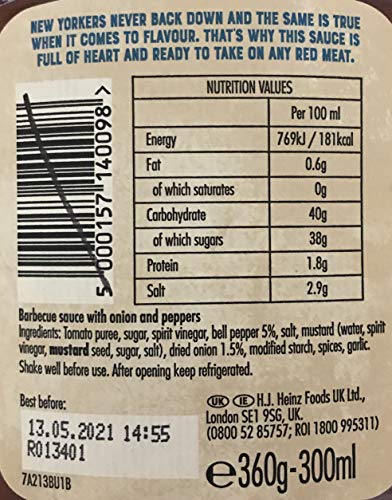 NEW YORKERS NEVER BACK DOWN AND THE SAME IS TRUE
WHEN IT COMES TO FLAVOUR. THAT'S WHY THIS SAUCE IS
FULL OF HEART AND READY TO TAKE ON ANY RED MEAT.
NUTRITION VALUES
Per 100 ml
Energy 769kJ / 181kcal
Fat 0.6g
of which saturates 0g
Carbohydrate 40g
of which sugars 38g
Protein 1.8g
Salt 2.9g
5 000157 140098 >
Barbecue sauce with onion and peppers
Ingredients: Tomato puree, sugar, spirit vinegar, bell pepper 5%, salt, mustard (water, spirit
vinegar, mustard seed, sugar, salt), dried onion 1.5%, modified starch, spices, garlic.
Shake well before use. After opening keep refrigerated.
Best before:
13.05.2021 14:55
RO13401
7A213BU1B
UK IE H.J. Heinz Foods UK Ltd.,
London SE1 9SG, UK.
(0800 52 85757; ROI 1800 995311)
e360g-300ml